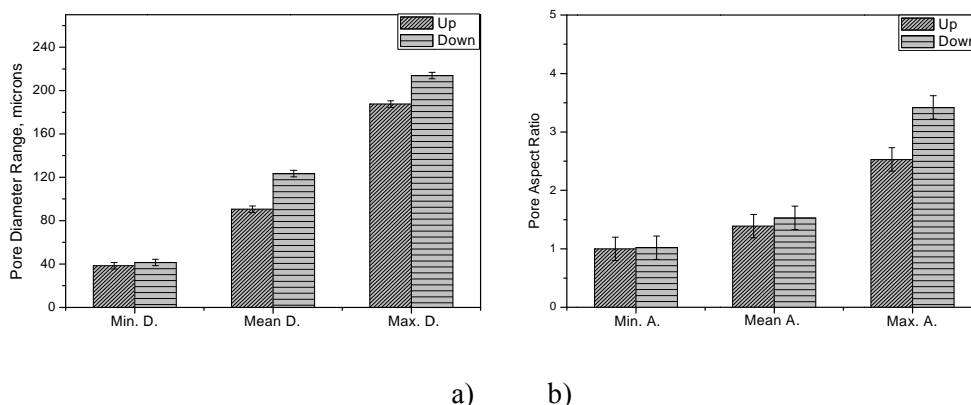 Up
Down
Pore Diameter Range, microns
240
200
160
120
80
40
0
Min. D.
Mean D.
Max. D.
Up
Down
Pore Aspect Ratio
5
4
3
2
1
0
Min. A.
Mean A.
Max. A.
a)
b)